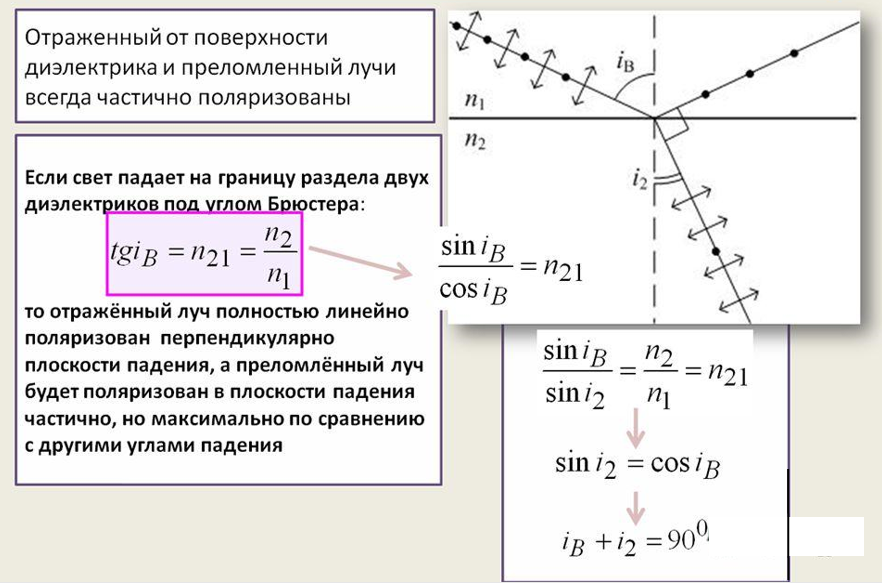 Отраженный от поверхности
диэлектрика и преломленный лучи
всегда частично поляризованы
Если свет падает на границу раздела двух
диэлектриков под углом Брюстера:
tgi_B = n_21 = n_2/n_1
то отражённый луч полностью линейно
поляризован перпендикулярно
плоскости падения, а преломлённый луч
будет поляризован в плоскости падения
частично, но максимально по сравнению
с другими углами падения
i_B
n_1
n_2
i_2
sin i_B / cos i_B = n_21
sin i_B / sin i_2 = n_2 / n_1 = n_21
sin i_2 = cos i_B
i_B + i_2 = 90^0